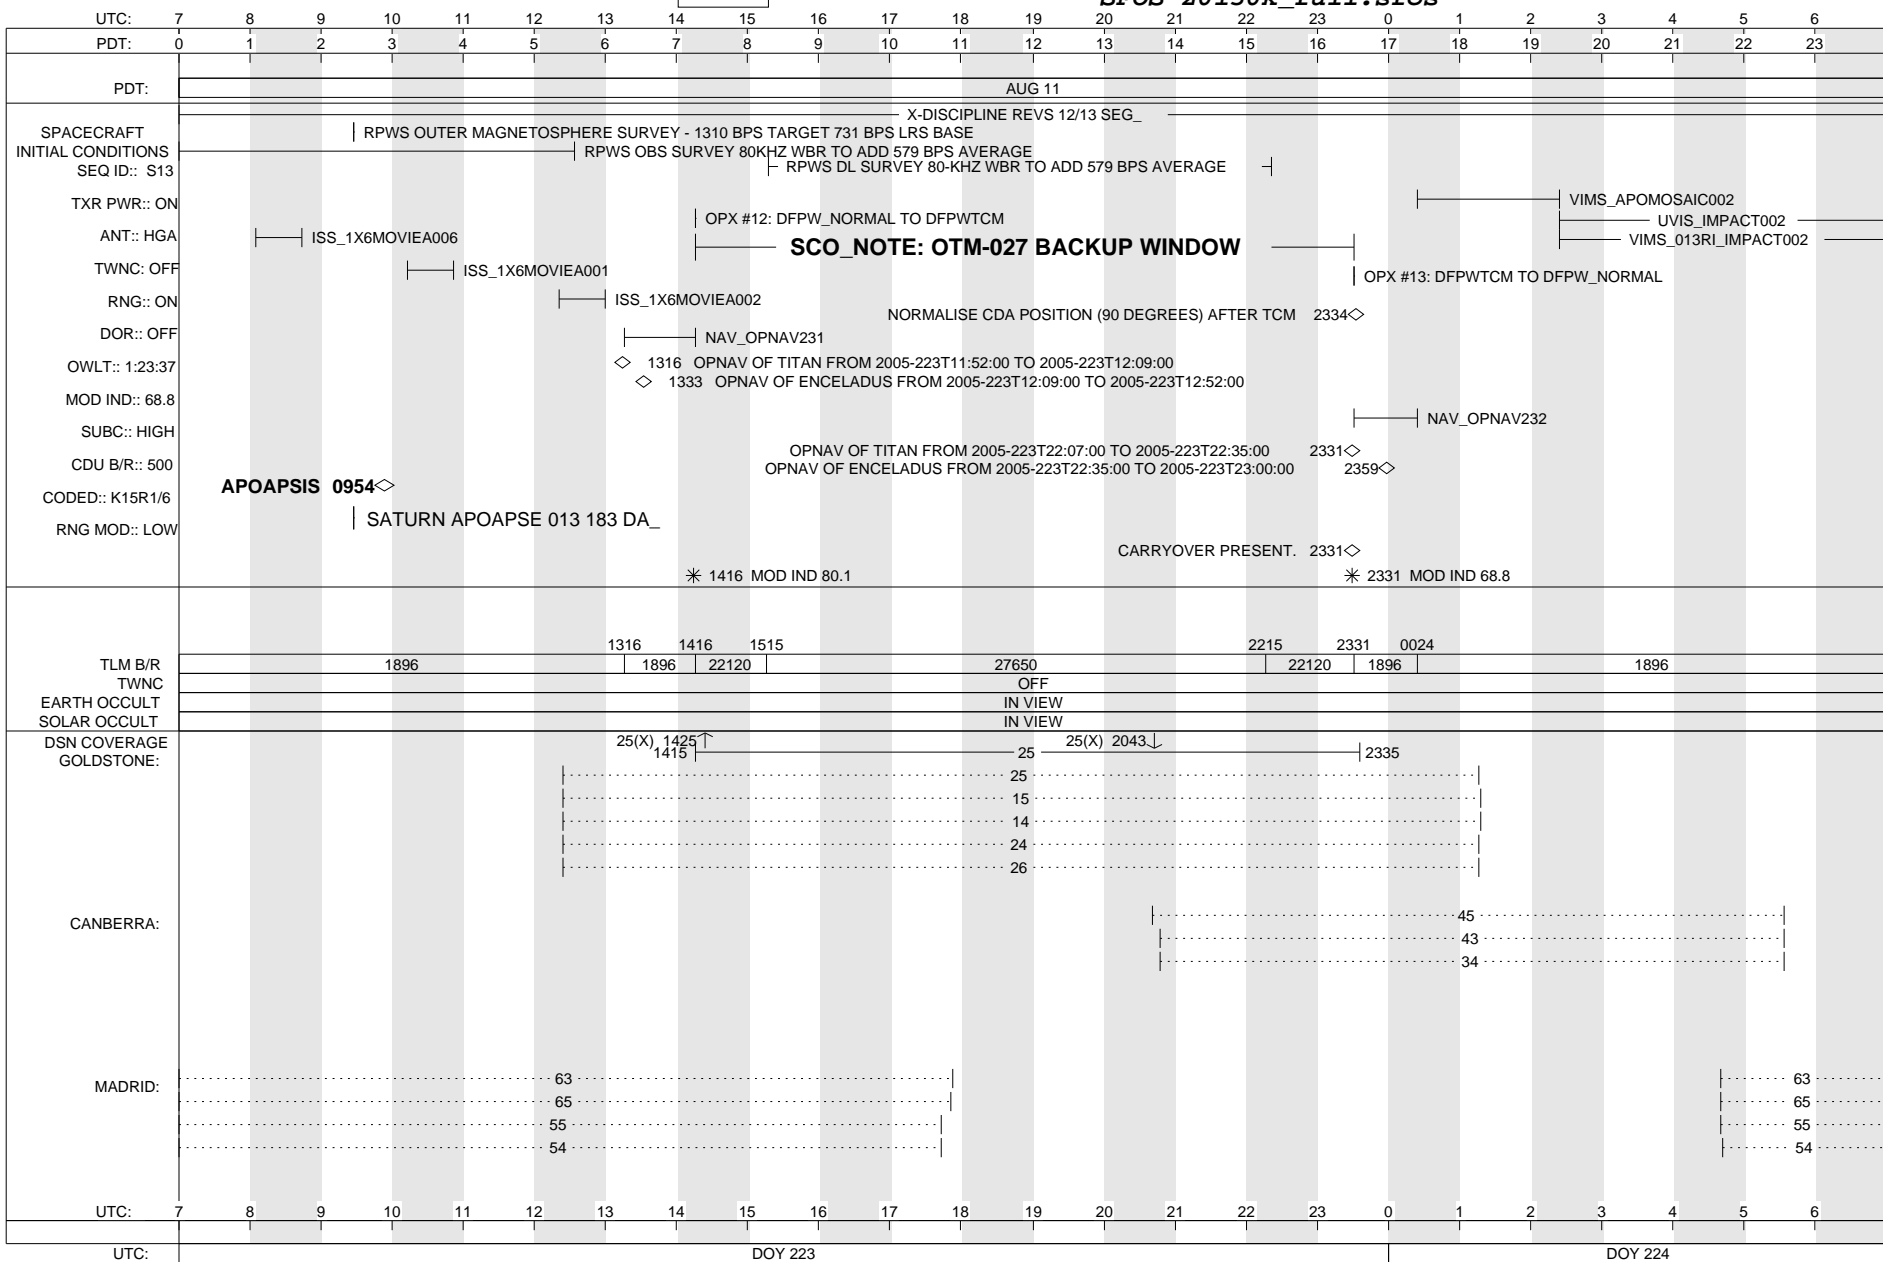 UTC: 7 8 9 10 11 12 13 14 15 16 17 18 19 20 21 22 23 0 1 2 3 4 5 6
PDT: 0 1 2 3 4 5 6 7 8 9 10 11 12 13 14 15 16 17 18 19 20 21 22 23
PDT: AUG 11
X-DISCIPLINE REVS 12/13 SEG_
SPACECRAFT
RPWS OUTER MAGNETOSPHERE SURVEY - 1310 BPS TARGET 731 BPS LRS BASE
INITIAL CONDITIONS
RPWS OBS SURVEY 80KHZ WBR TO ADD 579 BPS AVERAGE
SEQ ID:: S13
RPWS DL SURVEY 80-KHZ WBR TO ADD 579 BPS AVERAGE
TXR PWR:: ON
VIMS_APOMOSAIC002
OPX #12: DFPW_NORMAL TO DFPWTCM
UVIS_IMPACT002
ANT:: HGA
ISS_1X6MOVIEA006
SCO_NOTE: OTM-027 BACKUP WINDOW
VIMS_013RI_IMPACT002
TWNC: OFF
ISS_1X6MOVIEA001
OPX #13: DFPWTCM TO DFPW_NORMAL
RNG:: ON
ISS_1X6MOVIEA002
NORMALISE CDA POSITION (90 DEGREES) AFTER TCM 2334
DOR:: OFF
NAV_OPNAV231
OWLT:: 1:23:37
1316 OPNAV OF TITAN FROM 2005-223T11:52:00 TO 2005-223T12:09:00
1333 OPNAV OF ENCELADUS FROM 2005-223T12:09:00 TO 2005-223T12:52:00
MOD IND:: 68.8
NAV_OPNAV232
SUBC:: HIGH
OPNAV OF TITAN FROM 2005-223T22:07:00 TO 2005-223T22:35:00 2331
CDU B/R:: 500
OPNAV OF ENCELADUS FROM 2005-223T22:35:00 TO 2005-223T23:00:00 2359
APOAPSIS 0954
CODED:: K15R1/6
SATURN APOAPSE 013 183 DA_
RNG MOD:: LOW
CARRYOVER PRESENT. 2331
1416 MOD IND 80.1
2331 MOD IND 68.8
1316 1416 1515 2215 2331 0024
TLM B/R 1896 1896 22120 27650 22120 1896 1896
TWNC OFF
EARTH OCCULT IN VIEW
SOLAR OCCULT IN VIEW
DSN COVERAGE 25(X) 1425 25(X) 2043
GOLDSTONE: 1415 25 2335
25
15
14
24
26
CANBERRA: 45
43
34
MADRID: 63 63
65 65
55 55
54 54
UTC: 7 8 9 10 11 12 13 14 15 16 17 18 19 20 21 22 23 0 1 2 3 4 5 6
UTC: DOY 223 DOY 224